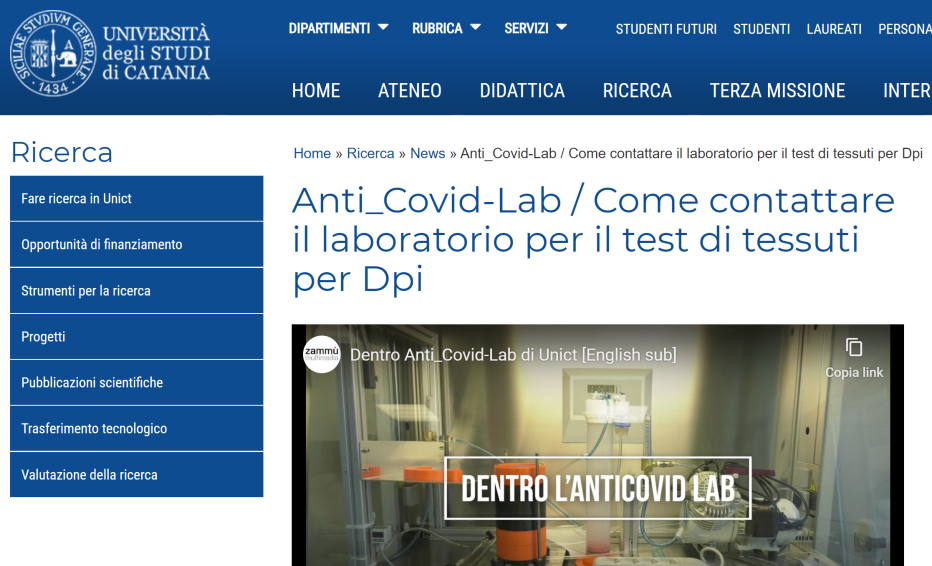 SICILIAE STVDIVM GENERALE
1434
UNIVERSITÀ
degli STUDI
di CATANIA
DIPARTIMENTI RUBRICA SERVIZI STUDENTI FUTURI STUDENTI LAUREATI PERSONA
HOME ATENEO DIDATTICA RICERCA TERZA MISSIONE INTER
Ricerca
Fare ricerca in Unict
Opportunità di finanziamento
Strumenti per la ricerca
Progetti
Pubblicazioni scientifiche
Trasferimento tecnologico
Valutazione della ricerca
Home » Ricerca » News » Anti_Covid-Lab / Come contattare il laboratorio per il test di tessuti per Dpi
Anti_Covid-Lab / Come contattare
il laboratorio per il test di tessuti
per Dpi
zammù
multimedia
Dentro Anti_Covid-Lab di Unict [English sub]
Copia link
DENTRO L'ANTICOVID LAB